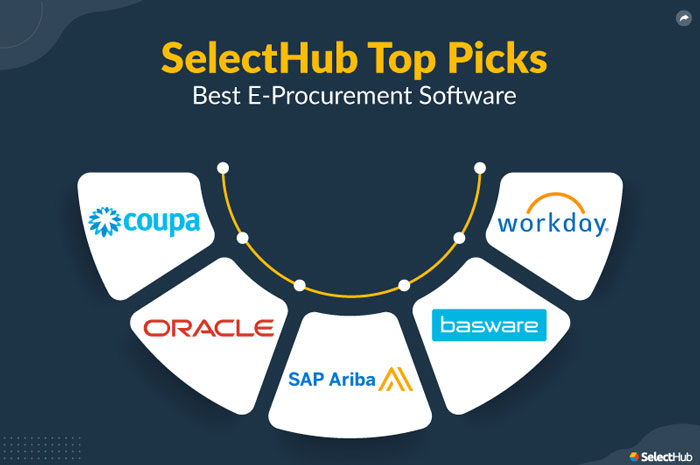 SelectHub Top Picks
Best E-Procurement Software
coupa
workday®
ORACLE
basware
SAP Ariba
SelectHub